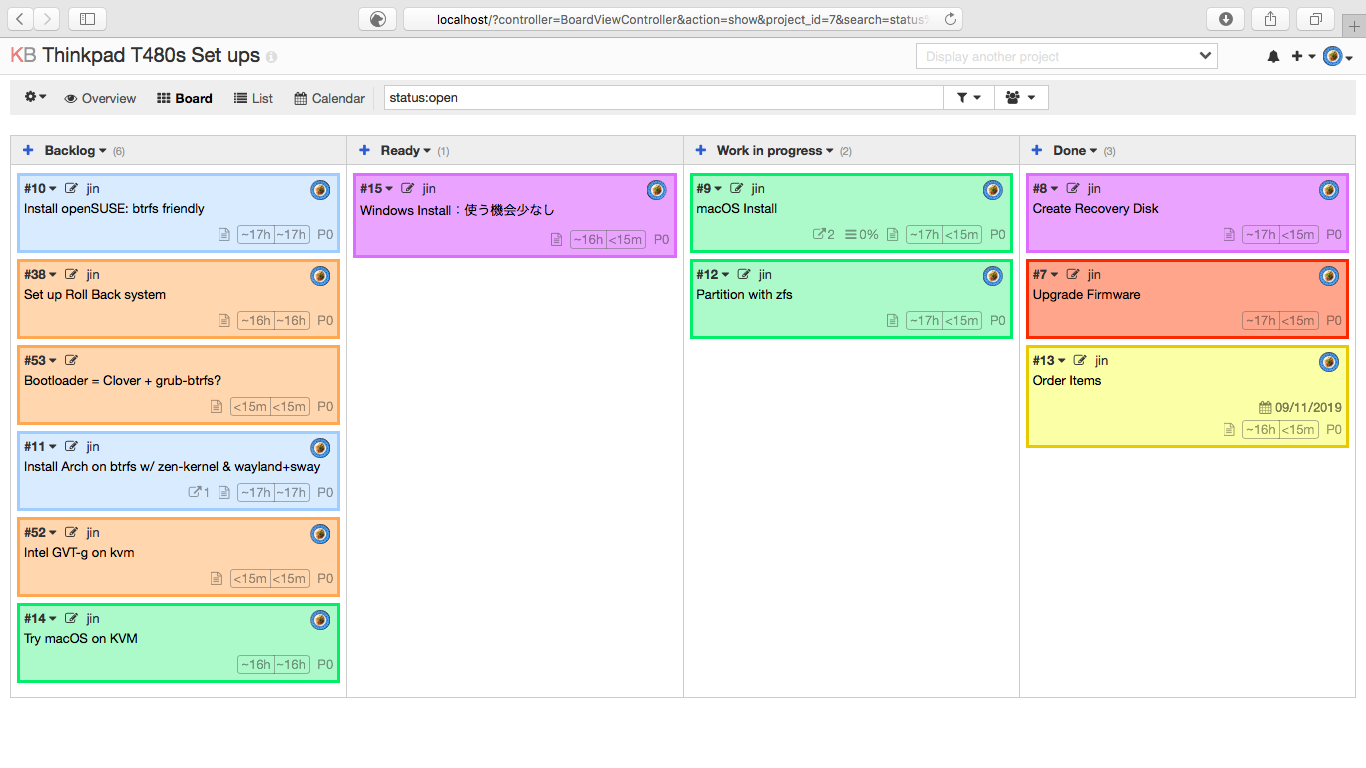 localhost/?controller=BoardViewController&action=show&project_id=7&search=status%
KB Thinkpad T480s Set ups
Display another project
Overview Board List Calendar status:open
Backlog (6)
#10 jin
Install openSUSE: btrfs friendly
~17h ~17h P0
#38 jin
Set up Roll Back system
~16h ~16h P0
#53
Bootloader = Clover + grub-btrfs?
<15m <15m P0
#11 jin
Install Arch on btrfs w/ zen-kernel & wayland+sway
1 ~17h ~17h P0
#52 jin
Intel GVT-g on kvm
<15m <15m P0
#14 jin
Try macOS on KVM
~16h ~16h P0
Ready (1)
#15 jin
Windows Install：使う機会少なし
~16h <15m P0
Work in progress (2)
#9 jin
macOS Install
2 0% ~17h <15m P0
#12 jin
Partition with zfs
~17h <15m P0
Done (3)
#8 jin
Create Recovery Disk
~17h <15m P0
#7 jin
Upgrade Firmware
~17h <15m P0
#13 jin
Order Items
09/11/2019
~16h <15m P0